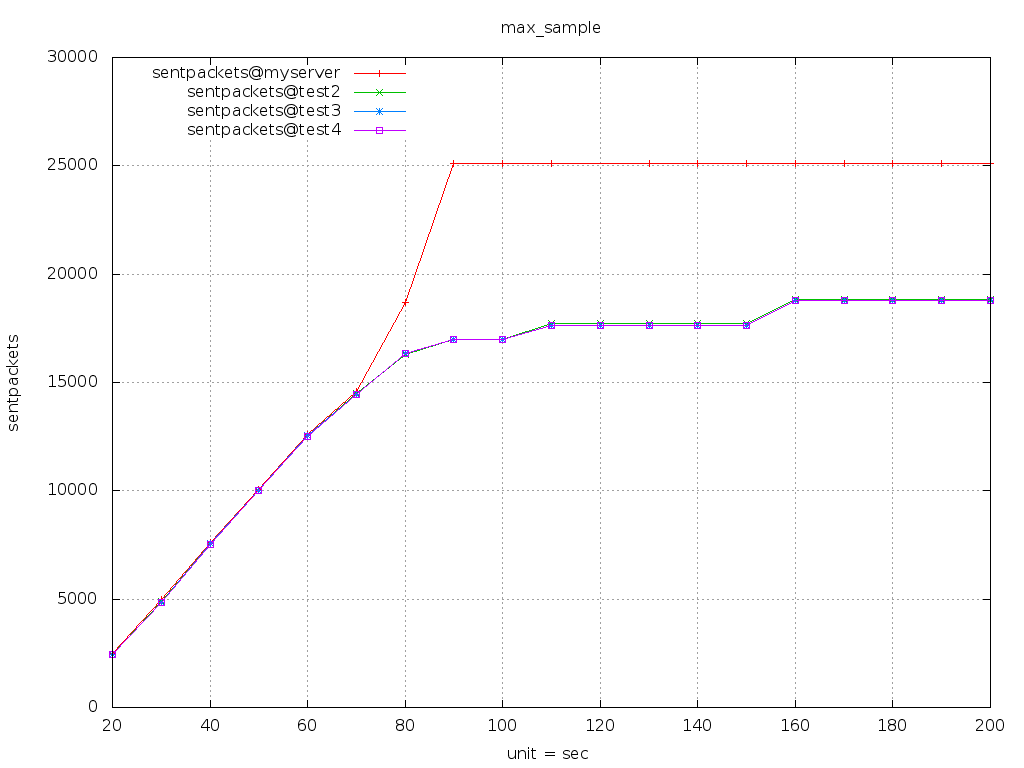 max_sample
30000
25000
20000
15000
10000
5000
0
sentpackets
sentpackets@myserver
sentpackets@test2
sentpackets@test3
sentpackets@test4
20 40 60 80 100 120 140 160 180 200
unit = sec